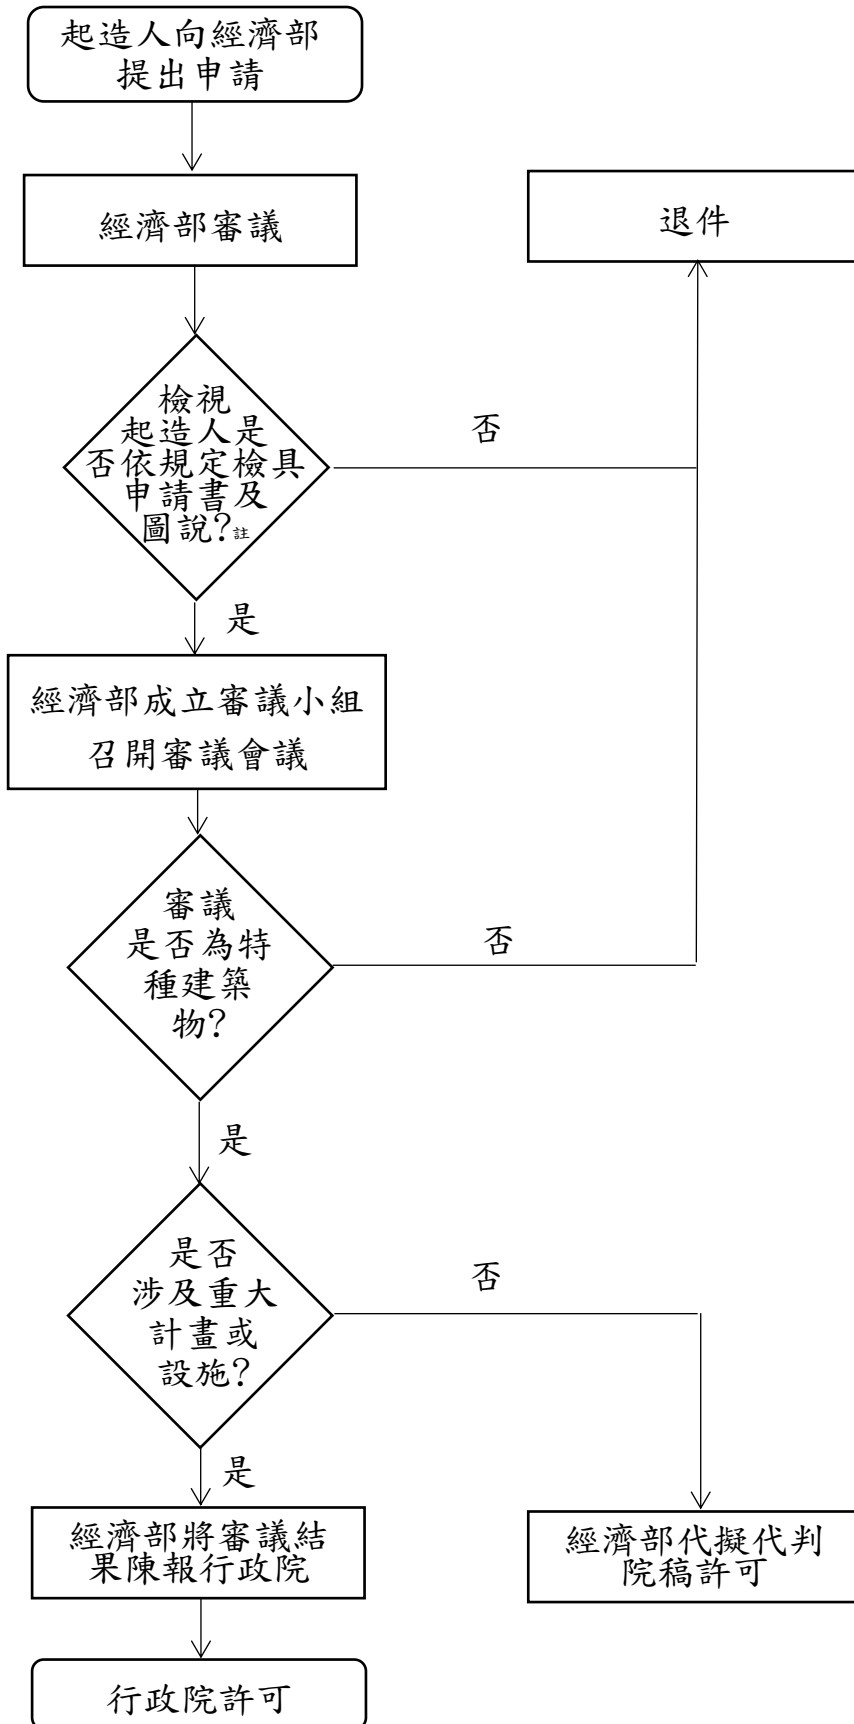 起造人向經濟部
提出申請
經濟部審議
退件
檢視
起造人是
否依規定檢具
申請書及
圖說?註
否
是
經濟部成立審議小組
召開審議會議
審議
是否為特
種建築
物?
否
是
是否
涉及重大
計畫或
設施?
否
是
經濟部將審議結
果陳報行政院
經濟部代擬代判
院稿許可
行政院許可